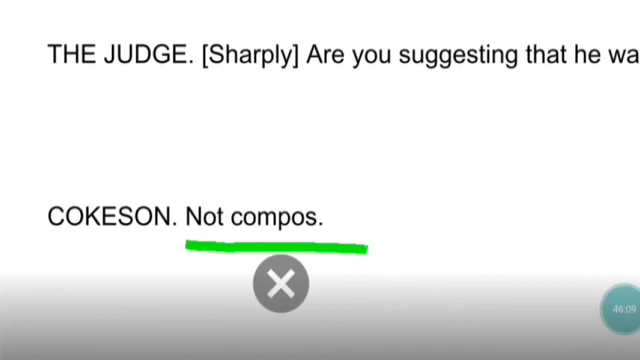 THE JUDGE. [Sharply] Are you suggesting that he wa
COKESON. Not compos.
46:09